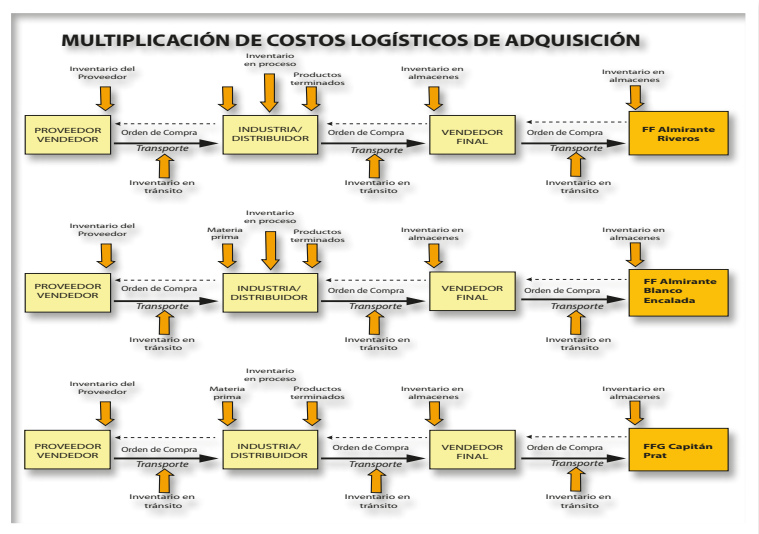 MULTIPLICACIÓN DE COSTOS LOGÍSTICOS DE ADQUISICIÓN
Inventario del
Proveedor
Inventario
en proceso
Productos
terminados
Inventario en
almacenes
Inventario en
almacenes
PROVEEDOR
VENDEDOR
Orden de Compra
Transporte
INDUSTRIA/
DISTRIBUIDOR
Orden de Compra
Transporte
VENDEDOR
FINAL
Orden de Compra
Transporte
FF Almirante
Riveros
Inventario en
tránsito
Inventario en
tránsito
Inventario en
tránsito
Inventario del
Proveedor
Materia
prima
Inventario
en proceso
Productos
terminados
Inventario en
almacenes
Inventario en
almacenes
PROVEEDOR
VENDEDOR
Orden de Compra
Transporte
INDUSTRIA/
DISTRIBUIDOR
Orden de Compra
Transporte
VENDEDOR
FINAL
Orden de Compra
Transporte
FF Almirante
Blanco
Encalada
Inventario en
tránsito
Inventario en
tránsito
Inventario en
tránsito
Inventario del
Proveedor
Materia
prima
Inventario
en proceso
Productos
terminados
Inventario en
almacenes
Inventario en
almacenes
PROVEEDOR
VENDEDOR
Orden de Compra
Transporte
INDUSTRIA/
DISTRIBUIDOR
Orden de Compra
Transporte
VENDEDOR
FINAL
Orden de Compra
Transporte
FFG Capitán
Prat
Inventario en
tránsito
Inventario en
tránsito
Inventario en
tránsito